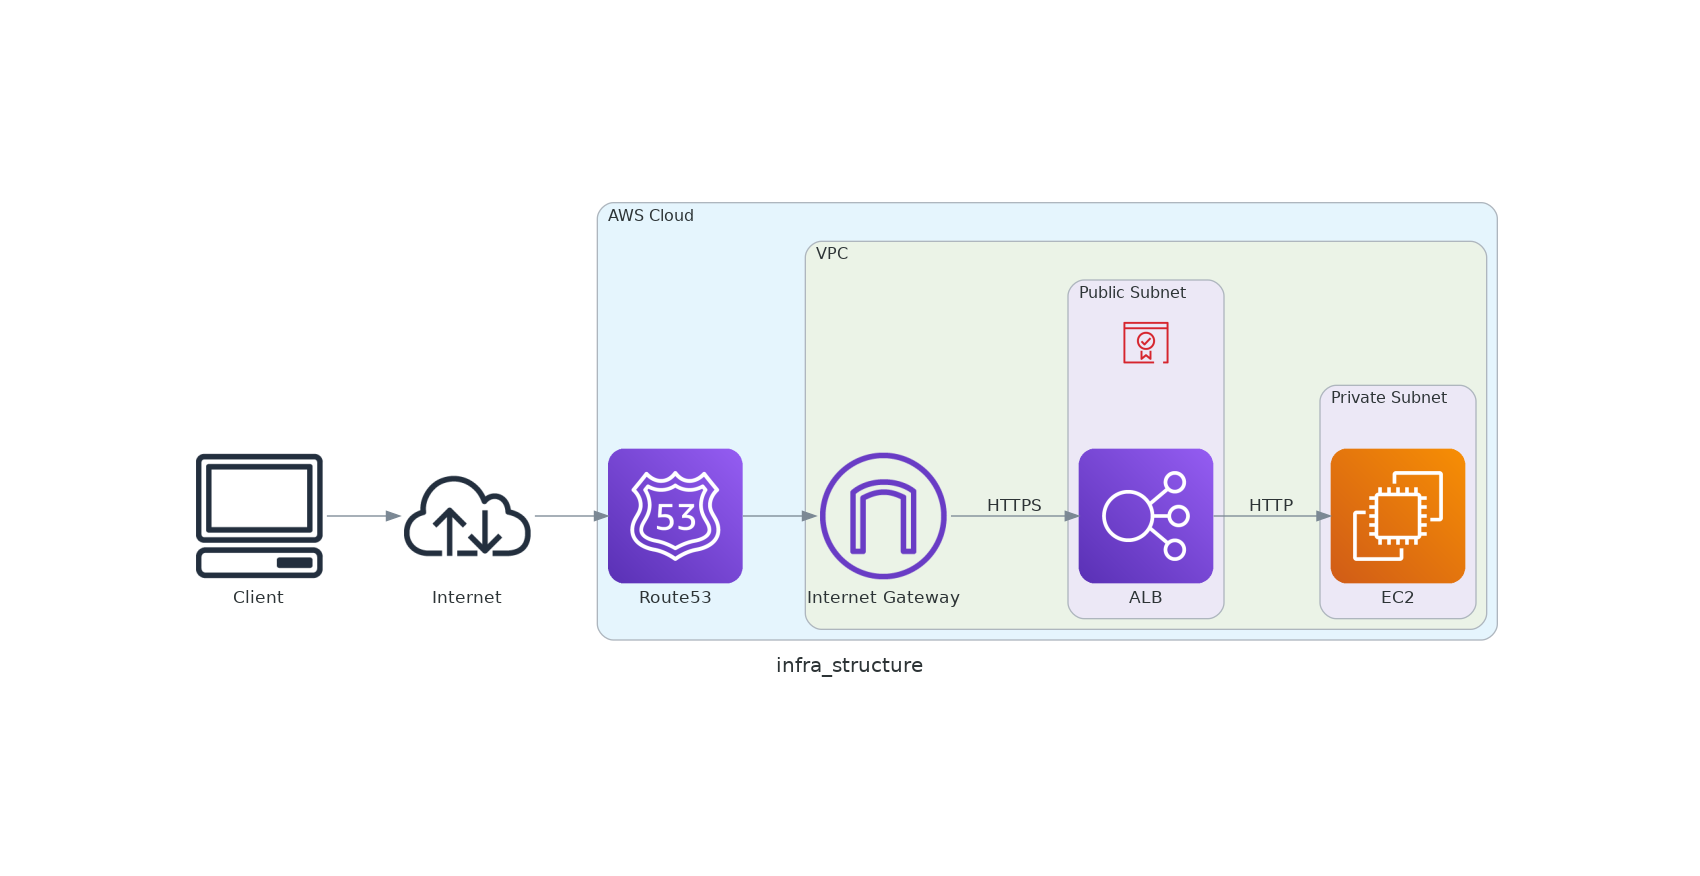 AWS Cloud
VPC
Public Subnet
Private Subnet
53
HTTPS
HTTP
Client
Internet
Route53
Internet Gateway
ALB
EC2
infra_structure